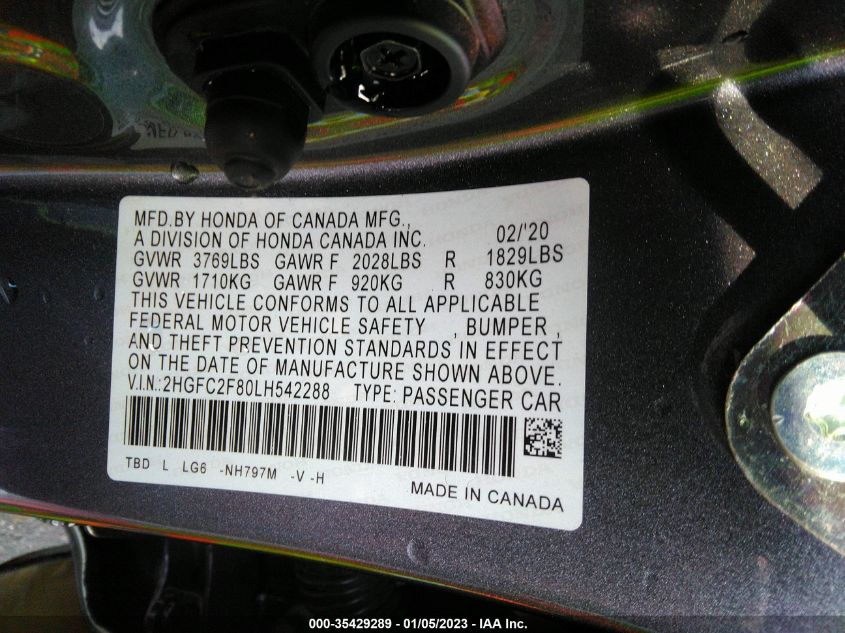 MFD.BY HONDA OF CANADA MFG.,
A DIVISION OF HONDA CANADA INC. 02/'20
GVWR 3769LBS GAWR F 2028LBS R 1829LBS
GVWR 1710KG GAWR F 920KG R 830KG
THIS VEHICLE CONFORMS TO ALL APPLICABLE
FEDERAL MOTOR VEHICLE SAFETY , BUMPER ,
AND THEFT PREVENTION STANDARDS IN EFFECT
ON THE DATE OF MANUFACTURE SHOWN ABOVE.
V.I.N.:2HGFC2F80LH542288 TYPE: PASSENGER CAR
TBD L LG6 -NH797M -V -H
MADE IN CANADA
000-35429289 - 01/05/2023 - IAA Inc.